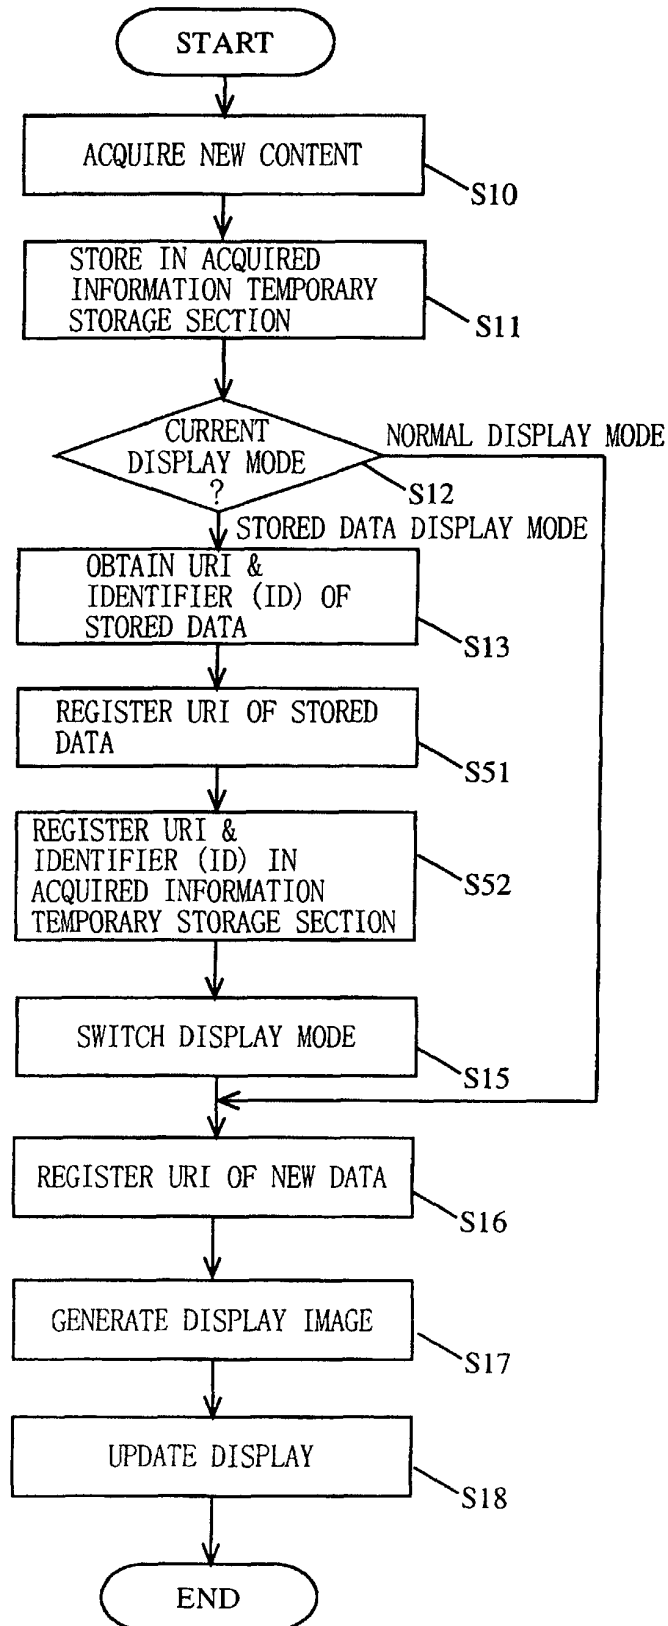 START
ACQUIRE NEW CONTENT
S10
STORE IN ACQUIRED
INFORMATION TEMPORARY
STORAGE SECTION
S11
CURRENT
DISPLAY MODE
?
S12
NORMAL DISPLAY MODE
STORED DATA DISPLAY MODE
OBTAIN URI &
IDENTIFIER (ID) OF
STORED DATA
S13
REGISTER URI OF STORED
DATA
S51
REGISTER URI &
IDENTIFIER (ID) IN
ACQUIRED INFORMATION
TEMPORARY STORAGE SECTION
S52
SWITCH DISPLAY MODE
S15
REGISTER URI OF NEW DATA
S16
GENERATE DISPLAY IMAGE
S17
UPDATE DISPLAY
S18
END